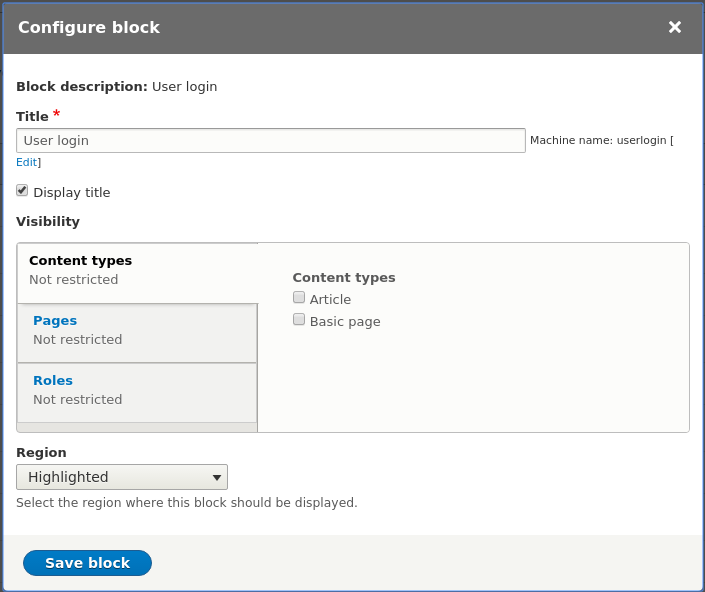 Configure block
Block description: User login
Title *
User login
Machine name: userlogin [
Edit]
Display title
Visibility
Content types
Not restricted
Pages
Not restricted
Roles
Not restricted
Content types
Article
Basic page
Region
Highlighted
Select the region where this block should be displayed.
Save block